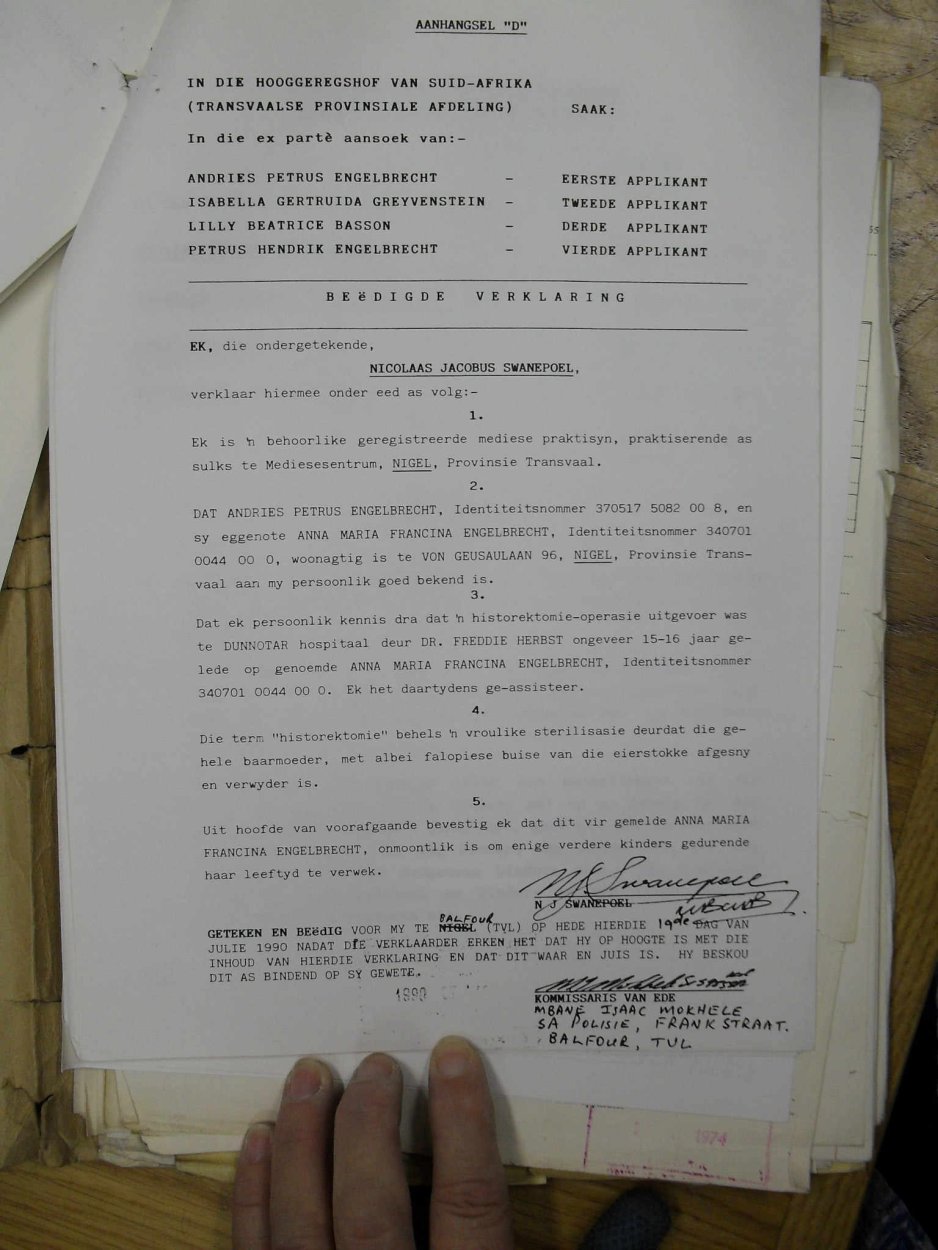 AANHANGSEL "D"
IN DIE HOOGGEREGSHOF VAN SUID-AFRIKA
(TRANSVAALSE PROVINSIALE AFDELING) SAAK:
In die ex partè aansoek van:-
ANDRIES PETRUS ENGELBRECHT - EERSTE APPLIKANT
ISABELLA GERTRUIDA GREYVENSTEIN - TWEEDE APPLIKANT
LILLY BEATRICE BASSON - DERDE APPLIKANT
PETRUS HENDRIK ENGELBRECHT - VIERDE APPLIKANT
BEëDIGDE VERKLARING
EK, die ondergetekende,
NICOLAAS JACOBUS SWANEPOEL,
verklaar hiermee onder eed as volg:-
1.
Ek is 'n behoorlike geregistreerde mediese praktisyn, praktiserende as
sulks te Mediesesentrum, NIGEL, Provinsie Transvaal.
2.
DAT ANDRIES PETRUS ENGELBRECHT, Identiteitsnommer 370517 5082 00 8, en
sy eggenote ANNA MARIA FRANCINA ENGELBRECHT, Identiteitsnommer 340701
0044 00 0, woonagtig is te VON GEUSAULAAN 96, NIGEL, Provinsie Trans-
vaal aan my persoonlik goed bekend is.
3.
Dat ek persoonlik kennis dra dat 'n historektomie-operasie uitgevoer was
te DUNNOTAR hospitaal deur DR. FREDDIE HERBST ongeveer 15-16 jaar ge-
lede op genoemde ANNA MARIA FRANCINA ENGELBRECHT, Identiteitsnommer
340701 0044 00 0. Ek het daartydens ge-assisteer.
4.
Die term "historektomie" behels 'n vroulike sterilisasie deurdat die ge-
hele baarmoeder, met albei falopiese buise van die eierstokke afgesny
en verwyder is.
5.
Uit hoofde van voorafgaande bevestig ek dat dit vir gemelde ANNA MARIA
FRANCINA ENGELBRECHT, onmoontlik is om enige verdere kinders gedurende
haar leeftyd te verwek.
NJ Swanepoel
N J SWANEPOEL
BALFOUR
GETEKEN EN BEëdIG VOOR MY TE NIGEL (TVL) OP HEDE HIERDIE 19de DAG VAN
JULIE 1990 NADAT DIE VERKLAARDER ERKEN HET DAT HY OP HOOGTE IS MET DIE
INHOUD VAN HIERDIE VERKLARING EN DAT DIT WAAR EN JUIS IS. HY BESKOU
DIT AS BINDEND OP SY GEWETE.
KOMMISSARIS VAN EDE
MBANE ISAAC MOKHELE
SA POLISIE, FRANK STRAAT.
BALFOUR, TVL
1974